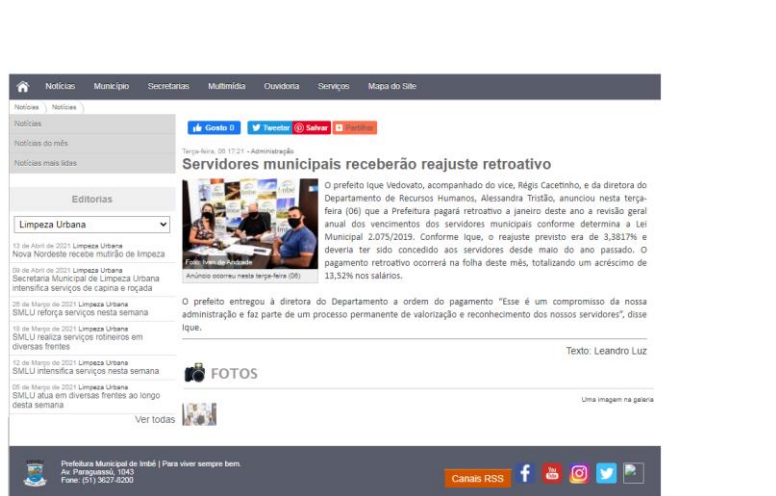 Notícias Município Secretarias Multimídia Ouvidoria Serviços Mapa do Site
Notícias Notícias
Notícias
Notícias do mês
Notícias mais lidas
Editorias
Limpeza Urbana
13 de Abril de 2021 Limpeza Urbana
Nova Nordeste recebe mutirão de limpeza
09 de Abril de 2021 Limpeza Urbana
Secretaria Municipal de Limpeza Urbana
intensifica serviços de capina e roçada
26 de Março de 2021 Limpeza Urbana
SMLU reforça serviços nesta semana
18 de Março de 2021 Limpeza Urbana
SMLU realiza serviços rotineiros em
diversas frentes
12 de Março de 2021 Limpeza Urbana
SMLU intensifica serviços nesta semana
05 de Março de 2021 Limpeza Urbana
SMLU atua em diversas frentes ao longo
desta semana
Ver todas
Gosto 0 Tweetar Salvar Partilhar
Terça-feira, 06 17:21 - Administração
Servidores municipais receberão reajuste retroativo
Foto: Ivan de Andrade
Anúncio ocorreu nesta terça-feira (06)
O prefeito Ique Vedovato, acompanhado do vice, Régis Cacetinho, e da diretora do
Departamento de Recursos Humanos, Alessandra Tristão, anunciou nesta terça-
feira (06) que a Prefeitura pagará retroativo a janeiro deste ano a revisão geral
anual dos vencimentos dos servidores municipais conforme determina a Lei
Municipal 2.075/2019. Conforme Ique, o reajuste previsto era de 3,3817% e
deveria ter sido concedido aos servidores desde maio do ano passado. O
pagamento retroativo ocorrerá na folha deste mês, totalizando um acréscimo de
13,52% nos salários.
O prefeito entregou à diretora do Departamento a ordem do pagamento "Esse é um compromisso da nossa
administração e faz parte de um processo permanente de valorização e reconhecimento dos nossos servidores", disse
Ique.
Texto: Leandro Luz
FOTOS
Uma imagem na galeria
Prefeitura Municipal de Imbé | Para viver sempre bem.
Av. Paraguassú, 1043
Fone: (51) 3627-8200
Canais RSS